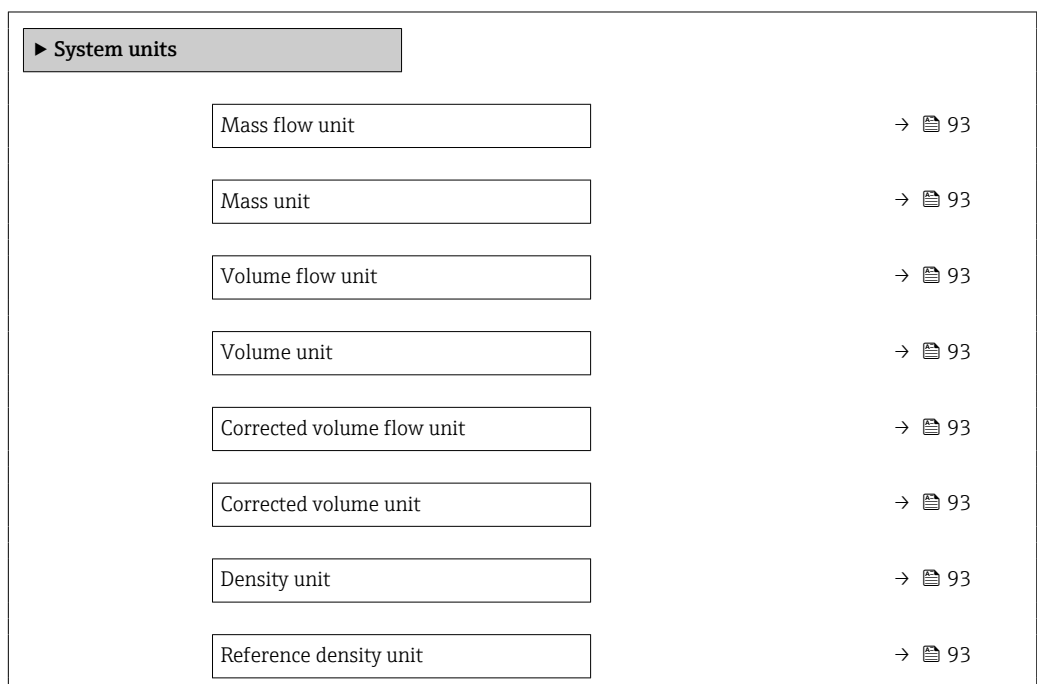 ► System units
Mass flow unit → 93
Mass unit → 93
Volume flow unit → 93
Volume unit → 93
Corrected volume flow unit → 93
Corrected volume unit → 93
Density unit → 93
Reference density unit → 93